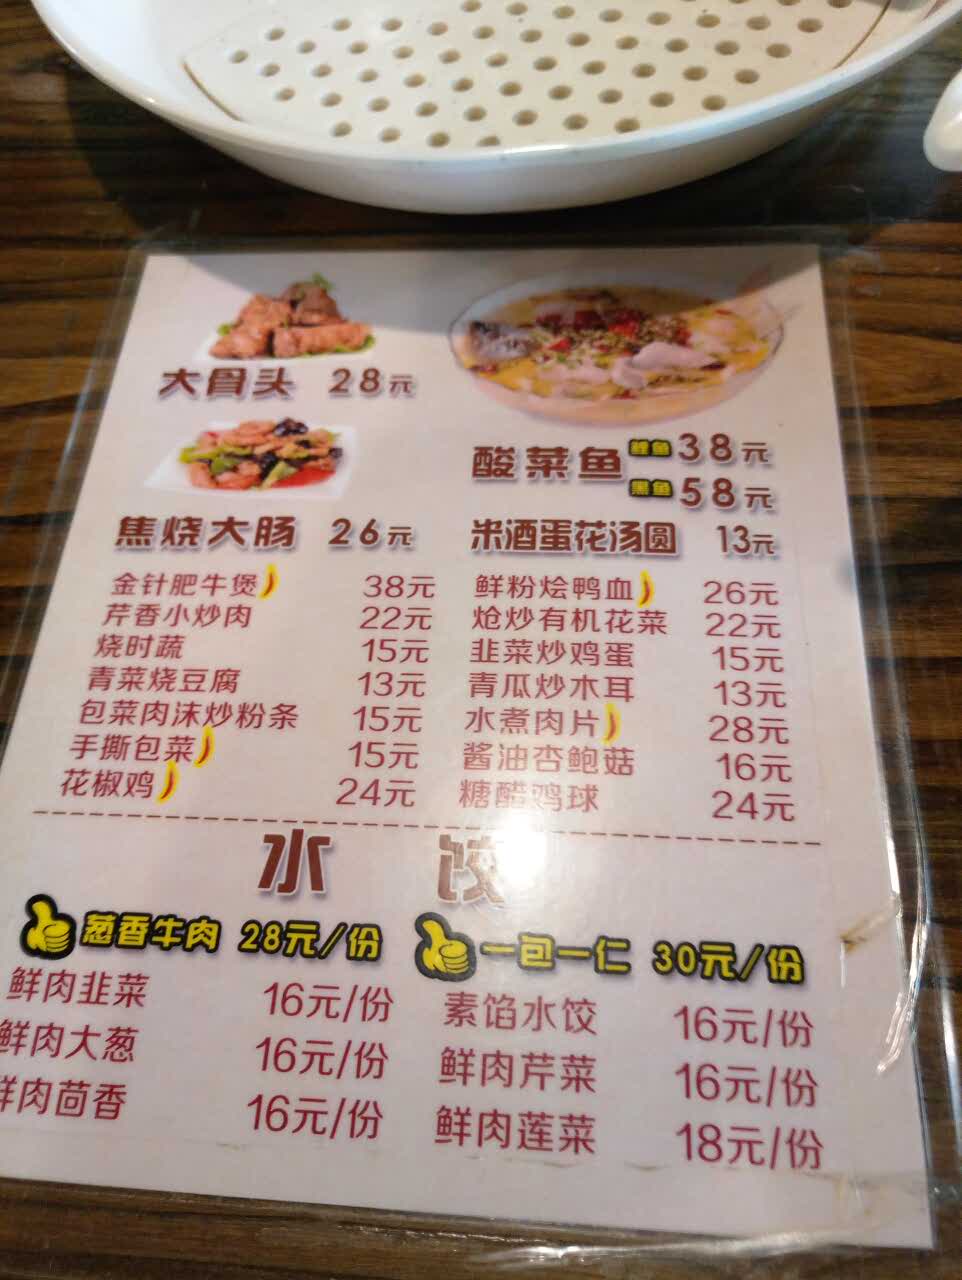 大骨头 28元
酸菜鱼 鲤鱼 38元
黑鱼 58元
焦烧大肠 26元
米酒蛋花汤圆 13元
金针肥牛煲 38元
鲜粉烩鸭血 26元
芹香小炒肉 22元
炝炒有机花菜 22元
烧时蔬 15元
韭菜炒鸡蛋 15元
青菜烧豆腐 13元
青瓜炒木耳 13元
包菜肉沫炒粉条 15元
水煮肉片 28元
手撕包菜 15元
酱油杏鲍菇 16元
花椒鸡 24元
糖醋鸡球 24元
水饺
葱香牛肉 28元/份
一包一仁 30元/份
鲜肉韭菜 16元/份
素馅水饺 16元/份
鲜肉大葱 16元/份
鲜肉芹菜 16元/份
鲜肉茴香 16元/份
鲜肉莲菜 18元/份